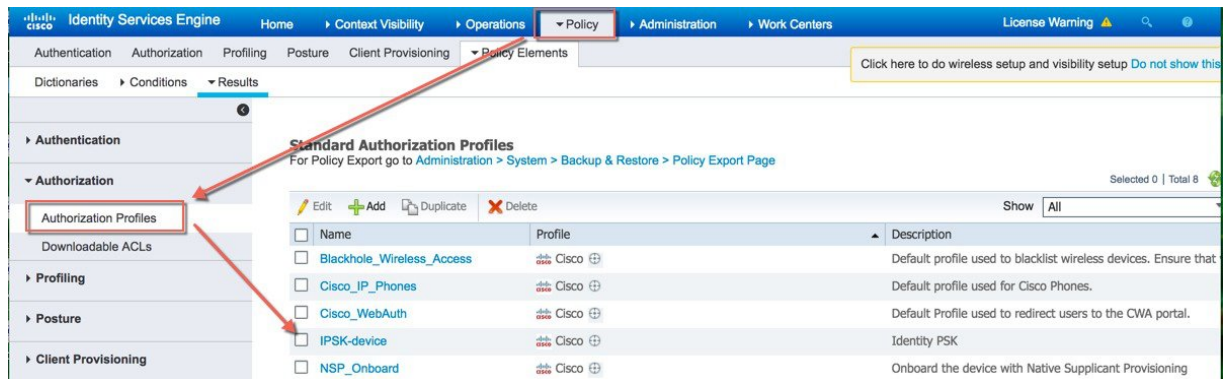 cisco Identity Services Engine Home Context Visibility Operations Policy Administration Work Centers License Warning
Authentication Authorization Profiling Posture Client Provisioning Policy Elements
Click here to do wireless setup and visibility setup Do not show this
Dictionaries Conditions Results
Authentication
Authorization
Authorization Profiles
Downloadable ACLs
Profiling
Posture
Client Provisioning
Standard Authorization Profiles
For Policy Export go to Administration > System > Backup & Restore > Policy Export Page
Selected 0 | Total 8
Edit Add Duplicate Delete Show All
Name Profile Description
Blackhole_Wireless_Access cisco Cisco Default profile used to blacklist wireless devices. Ensure that
Cisco_IP_Phones cisco Cisco Default profile used for Cisco Phones.
Cisco_WebAuth cisco Cisco Default Profile used to redirect users to the CWA portal.
IPSK-device cisco Cisco Identity PSK
NSP_Onboard cisco Cisco Onboard the device with Native Supplicant Provisioning